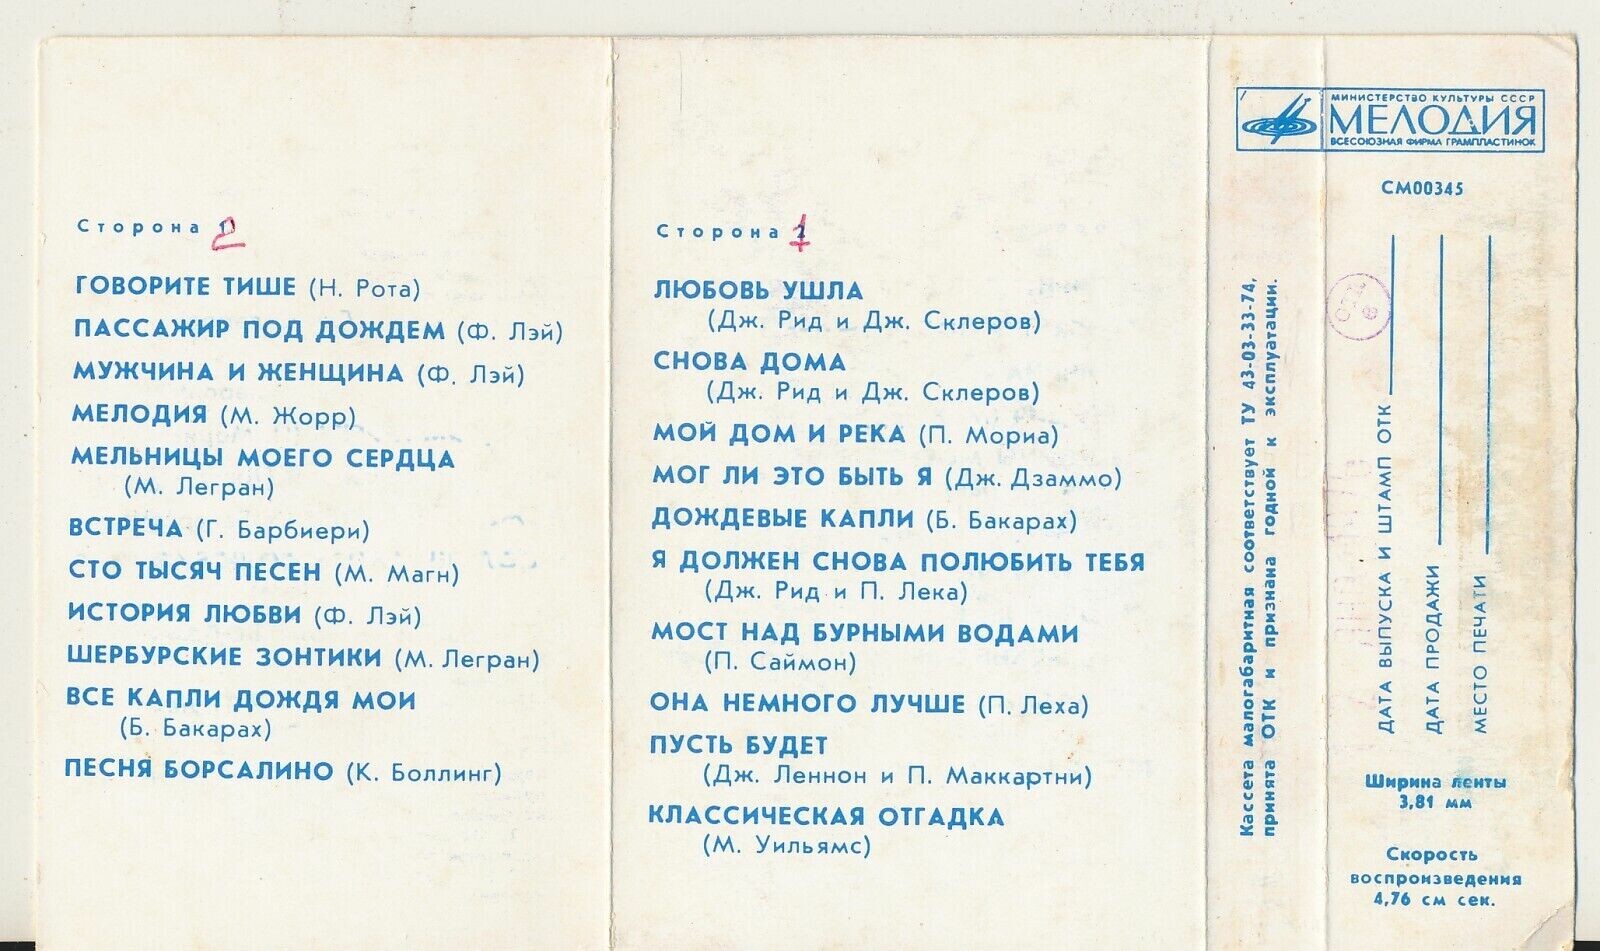 Сторона 2
ГОВОРИТЕ ТИШЕ (Н. Рота)
ПАССАЖИР ПОД ДОЖДЕМ (Ф. Лэй)
МУЖЧИНА И ЖЕНЩИНА (Ф. Лэй)
МЕЛОДИЯ (М. Жорр)
МЕЛЬНИЦЫ МОЕГО СЕРДЦА
(М. Легран)
ВСТРЕЧА (Г. Барбиери)
СТО ТЫСЯЧ ПЕСЕН (М. Магн)
ИСТОРИЯ ЛЮБВИ (Ф. Лэй)
ШЕРБУРСКИЕ ЗОНТИКИ (М. Легран)
ВСЕ КАПЛИ ДОЖДЯ МОИ
(Б. Бакарах)
ПЕСНЯ БОРСАЛИНО (К. Боллинг)
Сторона 1
ЛЮБОВЬ УШЛА
(Дж. Рид и Дж. Склеров)
СНОВА ДОМА
(Дж. Рид и Дж. Склеров)
МОЙ ДОМ И РЕКА (П. Мориа)
МОГ ЛИ ЭТО БЫТЬ Я (Дж. Дзаммо)
ДОЖДЕВЫЕ КАПЛИ (Б. Бакарах)
Я ДОЛЖЕН СНОВА ПОЛЮБИТЬ ТЕБЯ
(Дж. Рид и П. Лека)
МОСТ НАД БУРНЫМИ ВОДАМИ
(П. Саймон)
ОНА НЕМНОГО ЛУЧШЕ (П. Леха)
ПУСТЬ БУДЕТ
(Дж. Леннон и П. Маккартни)
КЛАССИЧЕСКАЯ ОТГАДКА
(М. Уильямс)
Кассета малогабаритная соответствует ТУ 43-03-33-74,
принята ОТК и признана годной к эксплуатации.
МИНИСТЕРСТВО КУЛЬТУРЫ СССР
МЕЛОДИЯ
ВСЕСОЮЗНАЯ ФИРМА ГРАМПЛАСТИНОК
СМ00345
ДАТА ВЫПУСКА И ШТАМП ОТК
ДАТА ПРОДАЖИ
МЕСТО ПЕЧАТИ
Ширина ленты
3,81 мм
Скорость
воспроизведения
4,76 см сек.